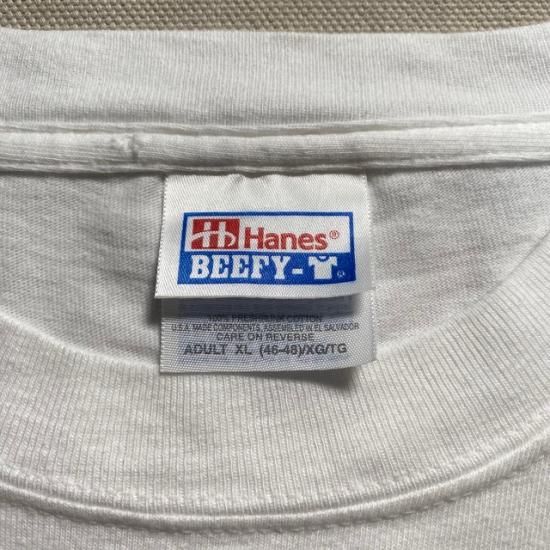 Hanes®
BEEFY-T®
100% PRESHRUNK COTTON
U.S.A. MADE COMPONENTS, ASSEMBLED IN EL SALVADOR
CARE ON REVERSE
ADULT XL (46-48)/XG/TG